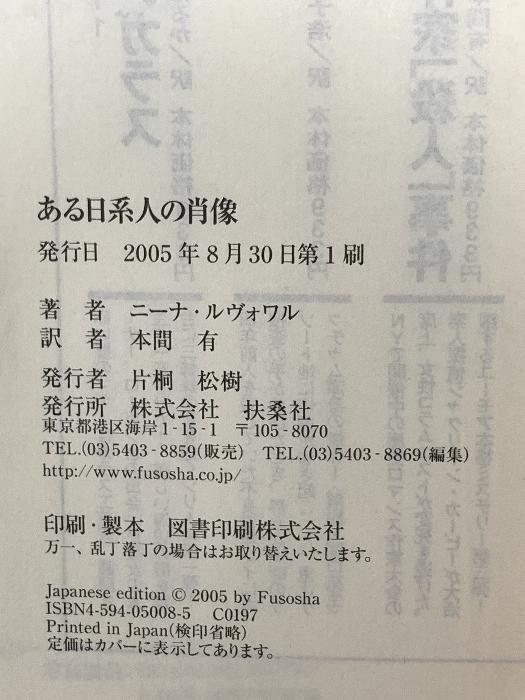 ある日系人の肖像
発行日 2005年8月30日第1刷
著 者 ニーナ・ルヴォワル
訳 者 本間 有
発行者 片桐 松樹
発行所 株式会社 扶桑社
東京都港区海岸1-15-1 〒105-8070
TEL.(03)5403-8859(販売) TEL.(03)5403-8869(編集)
http://www.fusosha.co.jp/
印刷・製本 図書印刷株式会社
万一、乱丁落丁の場合はお取り替えいたします。
Japanese edition © 2005 by Fusosha
ISBN4-594-05008-5 C0197
Printed in Japan(検印省略)
定価はカバーに表示してあります。